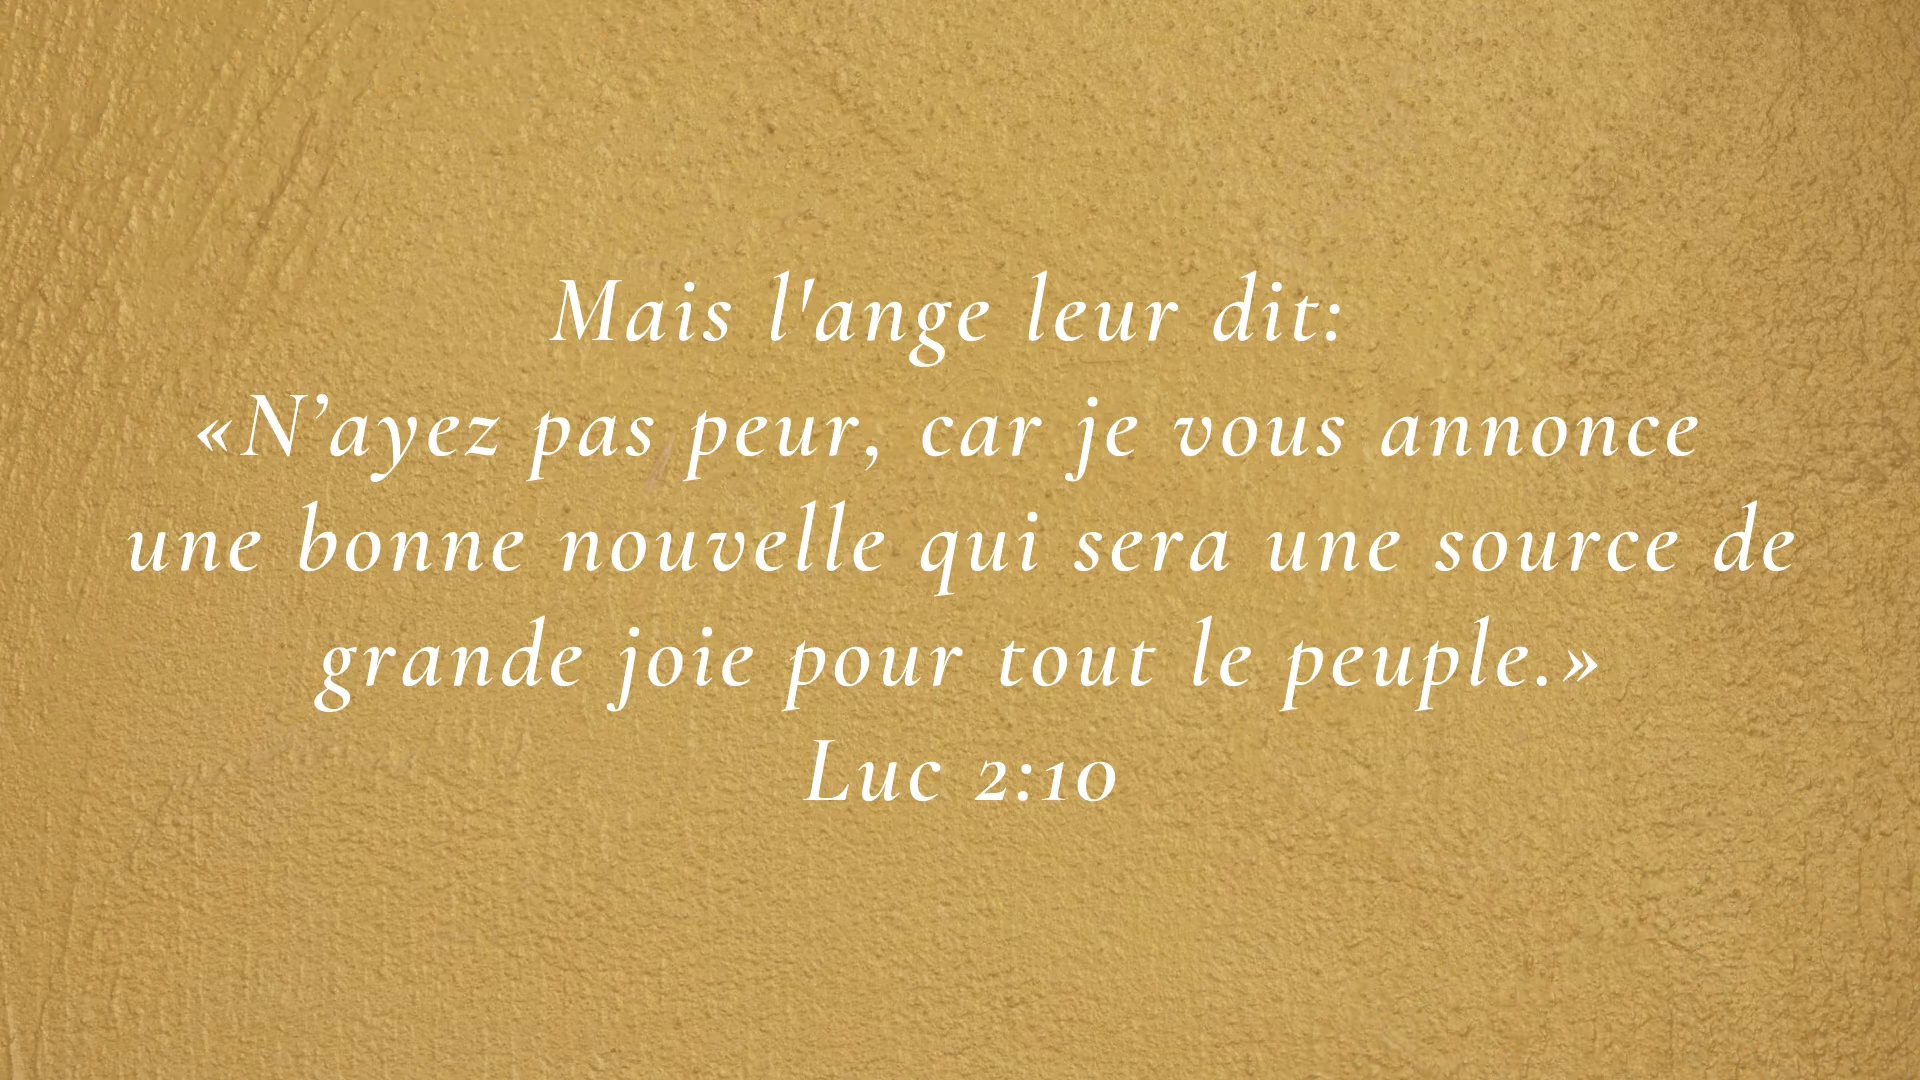 Mais l'ange leur dit:
«N’ayez pas peur, car je vous annonce
une bonne nouvelle qui sera une source de
grande joie pour tout le peuple.»
Luc 2:10